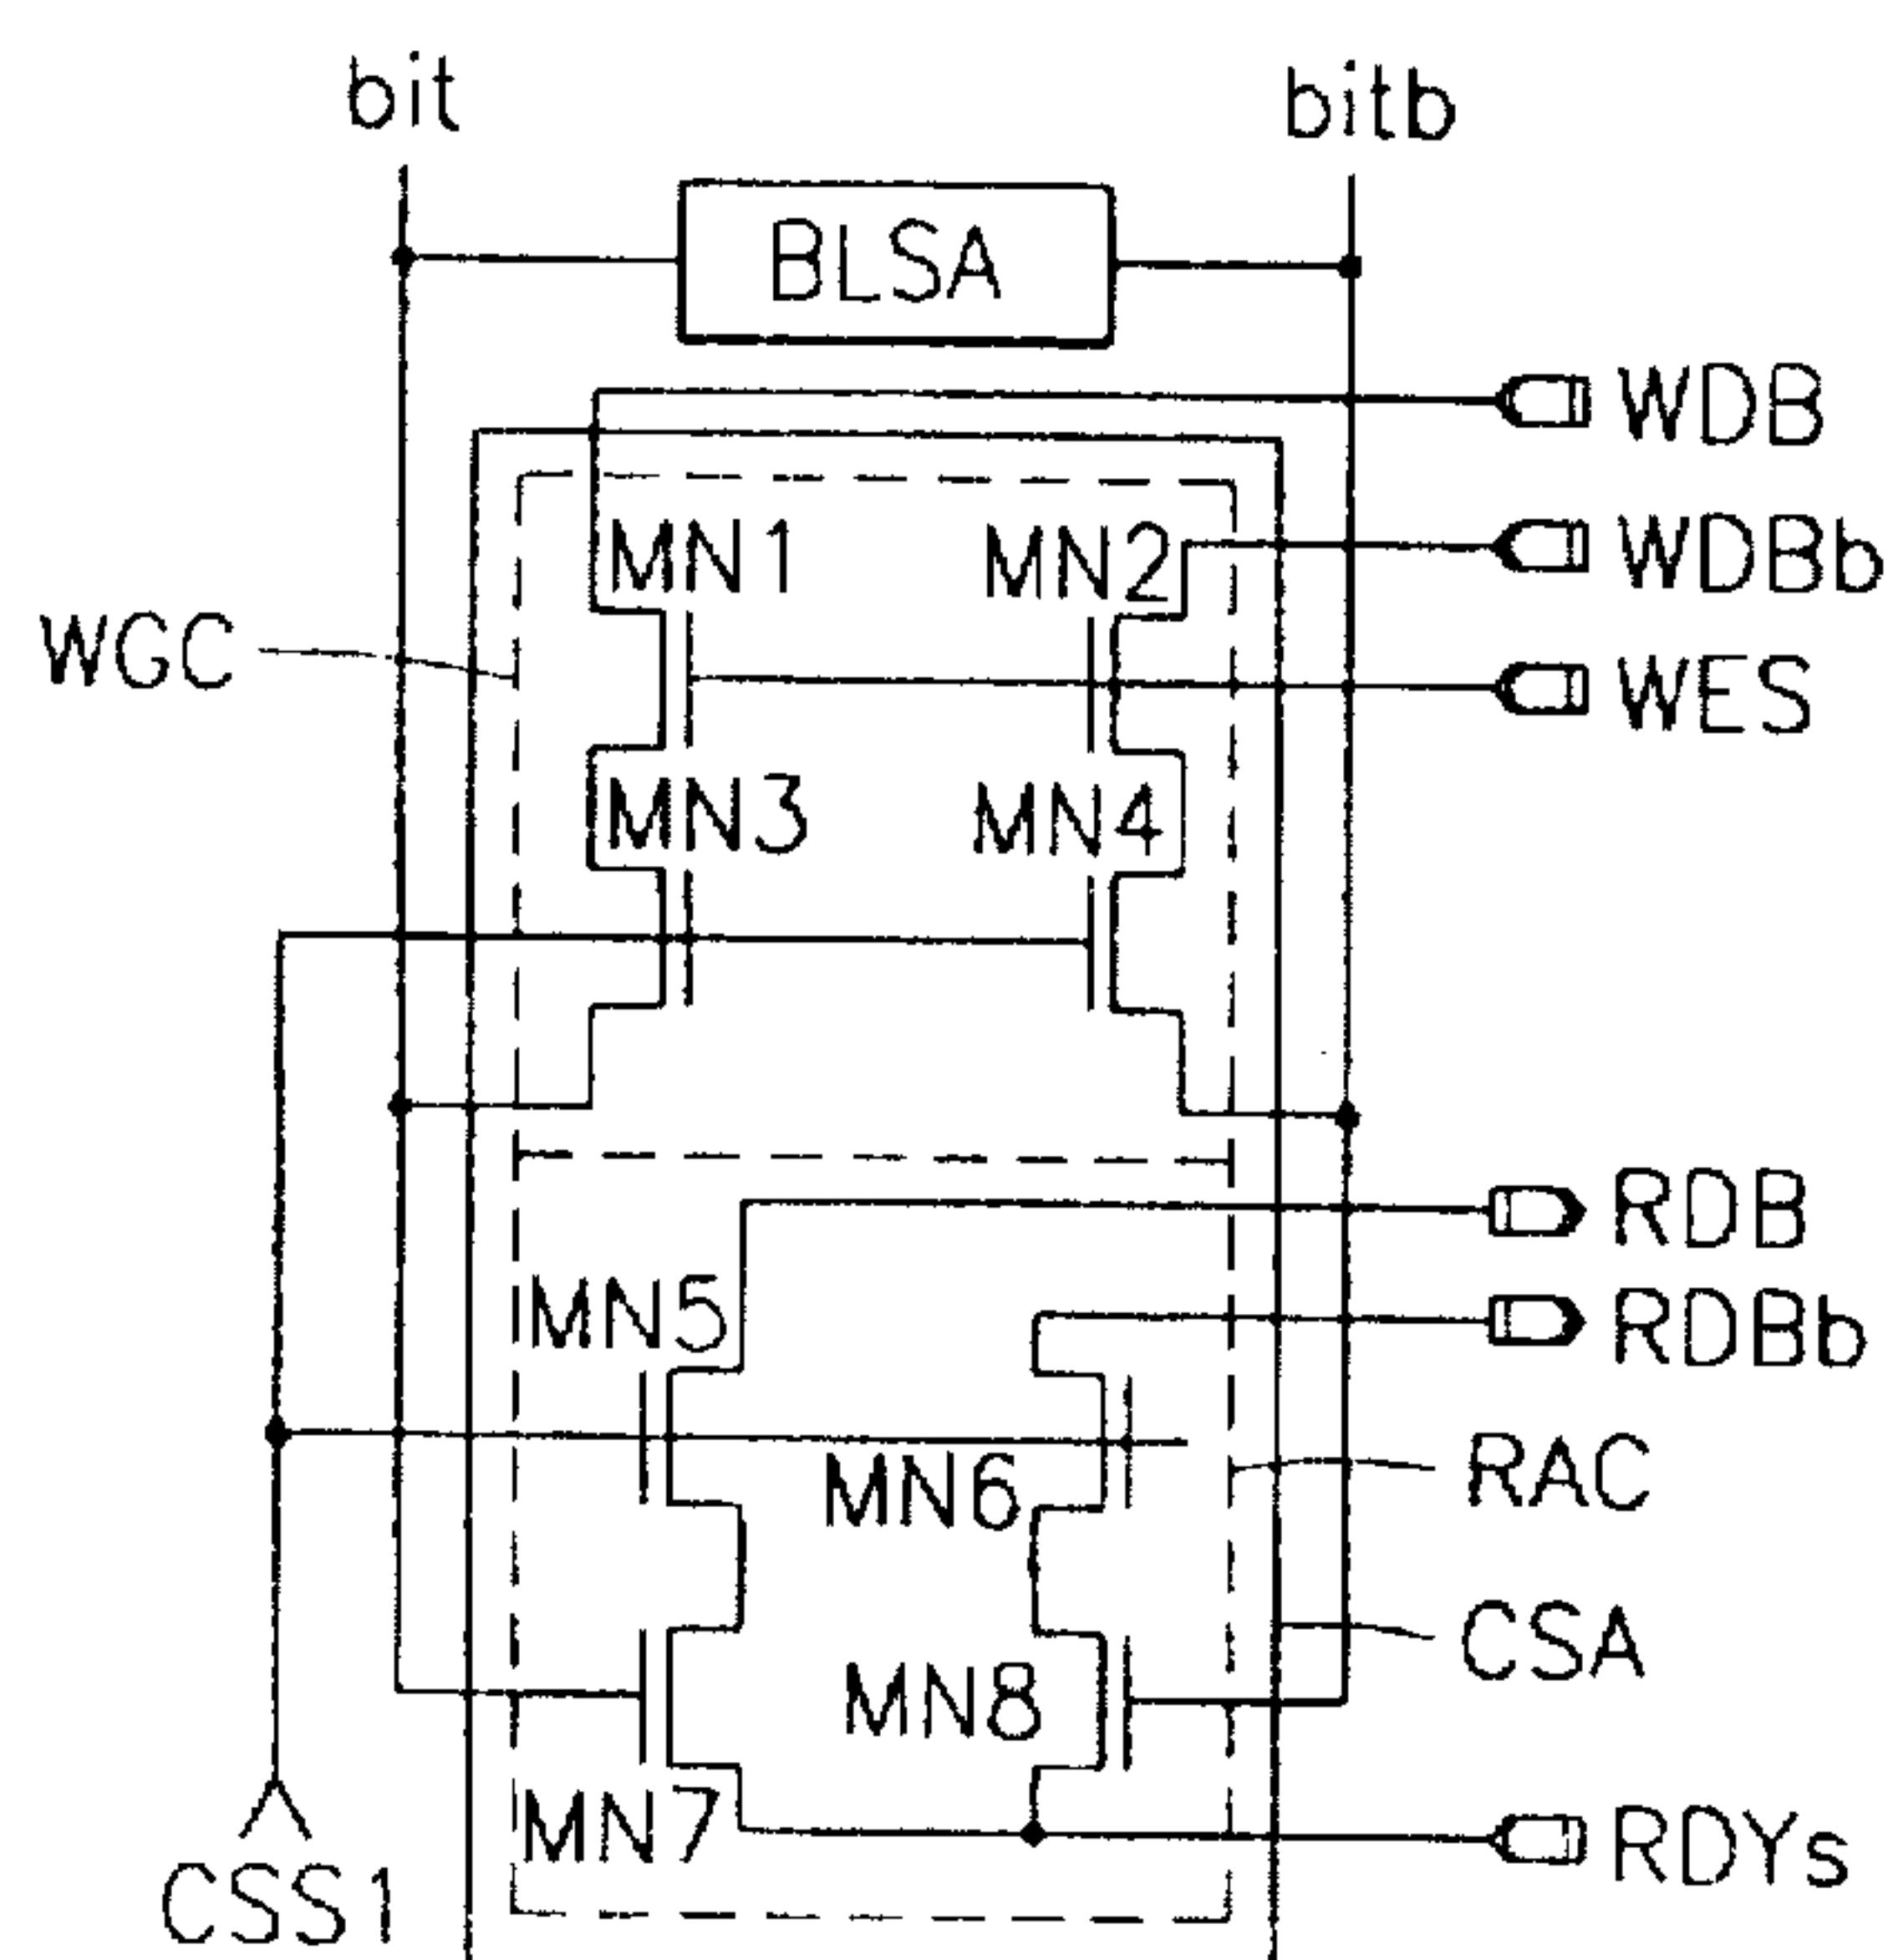 bit
bitb
BLSA
WDB
MN1
MN2
WDBb
WGC
WES
MN3
MN4
RDB
MN5
RDBb
MN6
RAC
CSA
MN8
MN7
RDYs
CSS1